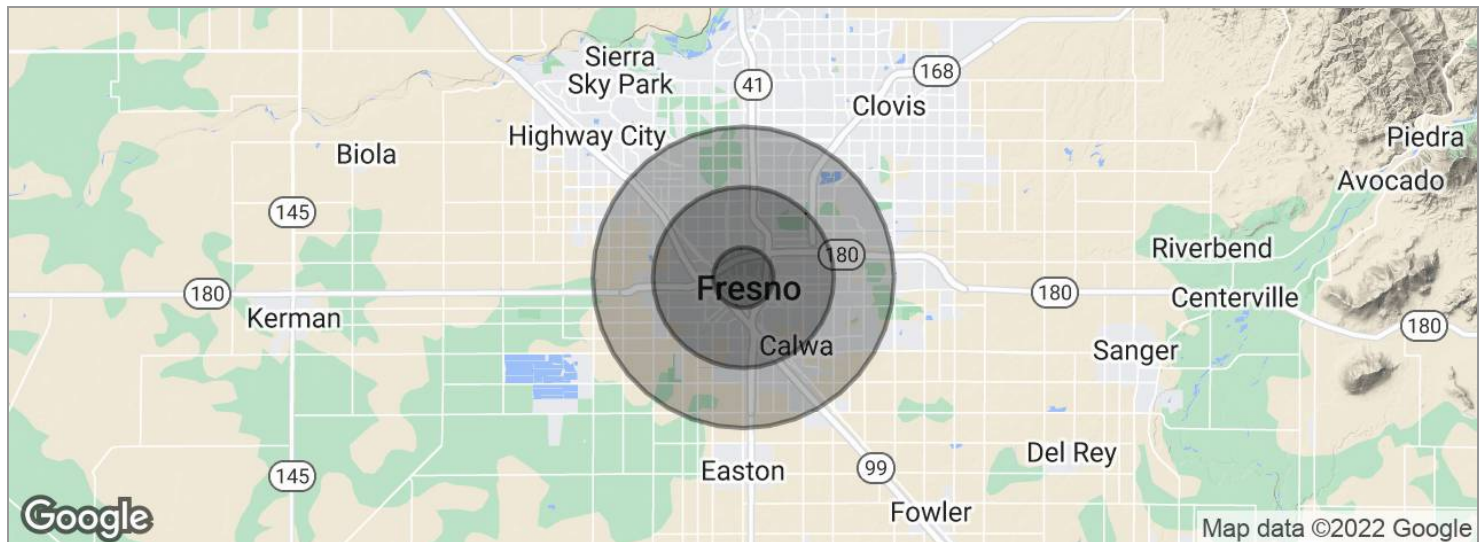 Sierra
Sky Park
41
168
Clovis
Highway City
Biola
Piedra
Avocado
145
180
Riverbend
180
Fresno
180
Centerville
Kerman
180
Calwa
Sanger
Easton
99
Del Rey
145
Fowler
Google
Map data ©2022 Google